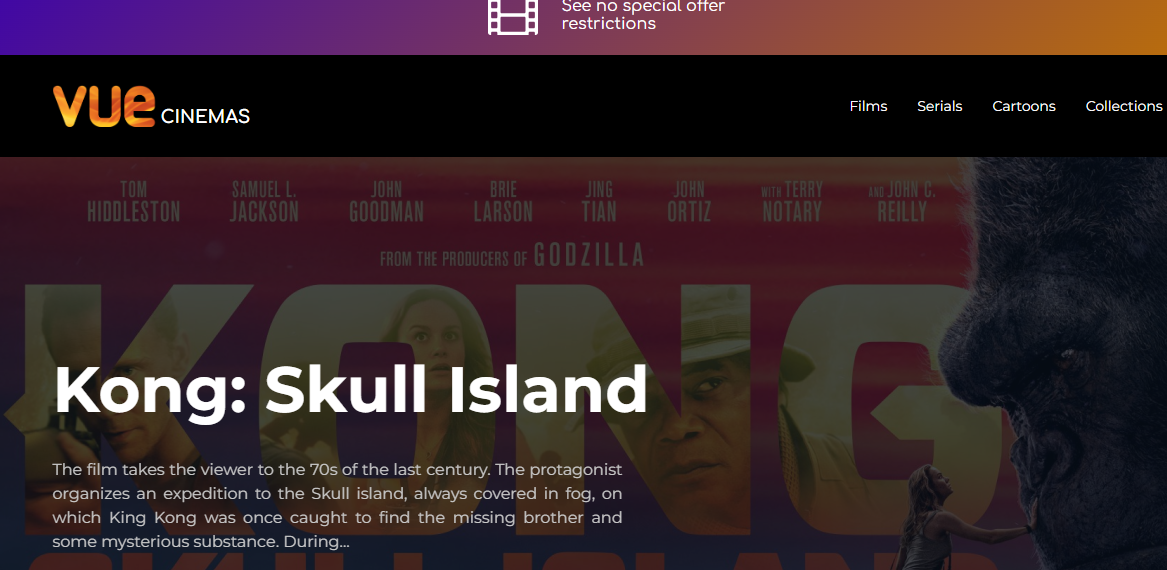 See no special offer
restrictions
vue CINEMAS
Films Serials Cartoons Collections
TOM HIDDLESTON
SAMUEL L. JACKSON
JOHN GOODMAN
BRIE LARSON
JING TIAN
JOHN ORTIZ
WITH TERRY NOTARY
AND JOHN C. REILLY
FROM THE PRODUCERS OF GODZILLA
KONG
Kong: Skull Island
The film takes the viewer to the 70s of the last century. The protagonist
organizes an expedition to the Skull island, always covered in fog, on
which King Kong was once caught to find the missing brother and
some mysterious substance. During...
SKULL ISLAND